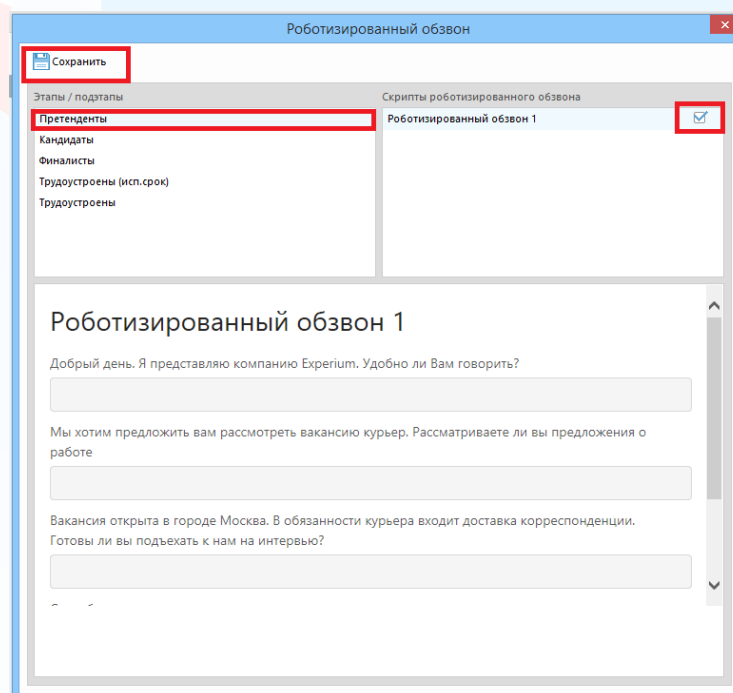 Роботизированный обзвон
Сохранить
Этапы / подэтапы
Скрипты роботизированного обзвона
Претенденты
Роботизированный обзвон 1
Кандидаты
Финалисты
Трудоустроены (исп.срок)
Трудоустроены
Роботизированный обзвон 1
Добрый день. Я представляю компанию Experium. Удобно ли Вам говорить?
Мы хотим предложить вам рассмотреть вакансию курьер. Рассматриваете ли вы предложения о
работе
Вакансия открыта в городе Москва. В обязанности курьера входит доставка корреспонденции.
Готовы ли вы подъехать к нам на интервью?